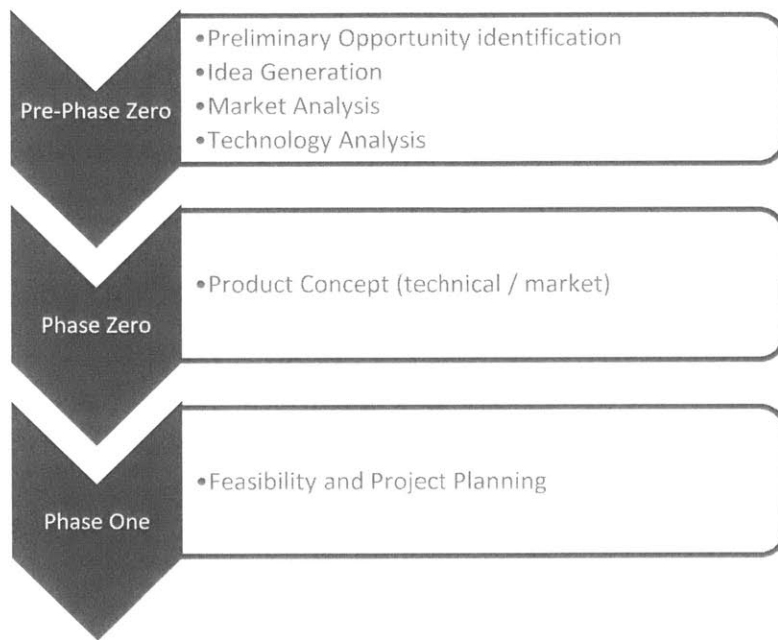 Pre-Phase Zero
•Preliminary Opportunity identification
•Idea Generation
•Market Analysis
•Technology Analysis
Phase Zero
•Product Concept (technical / market)
Phase One
•Feasibility and Project Planning